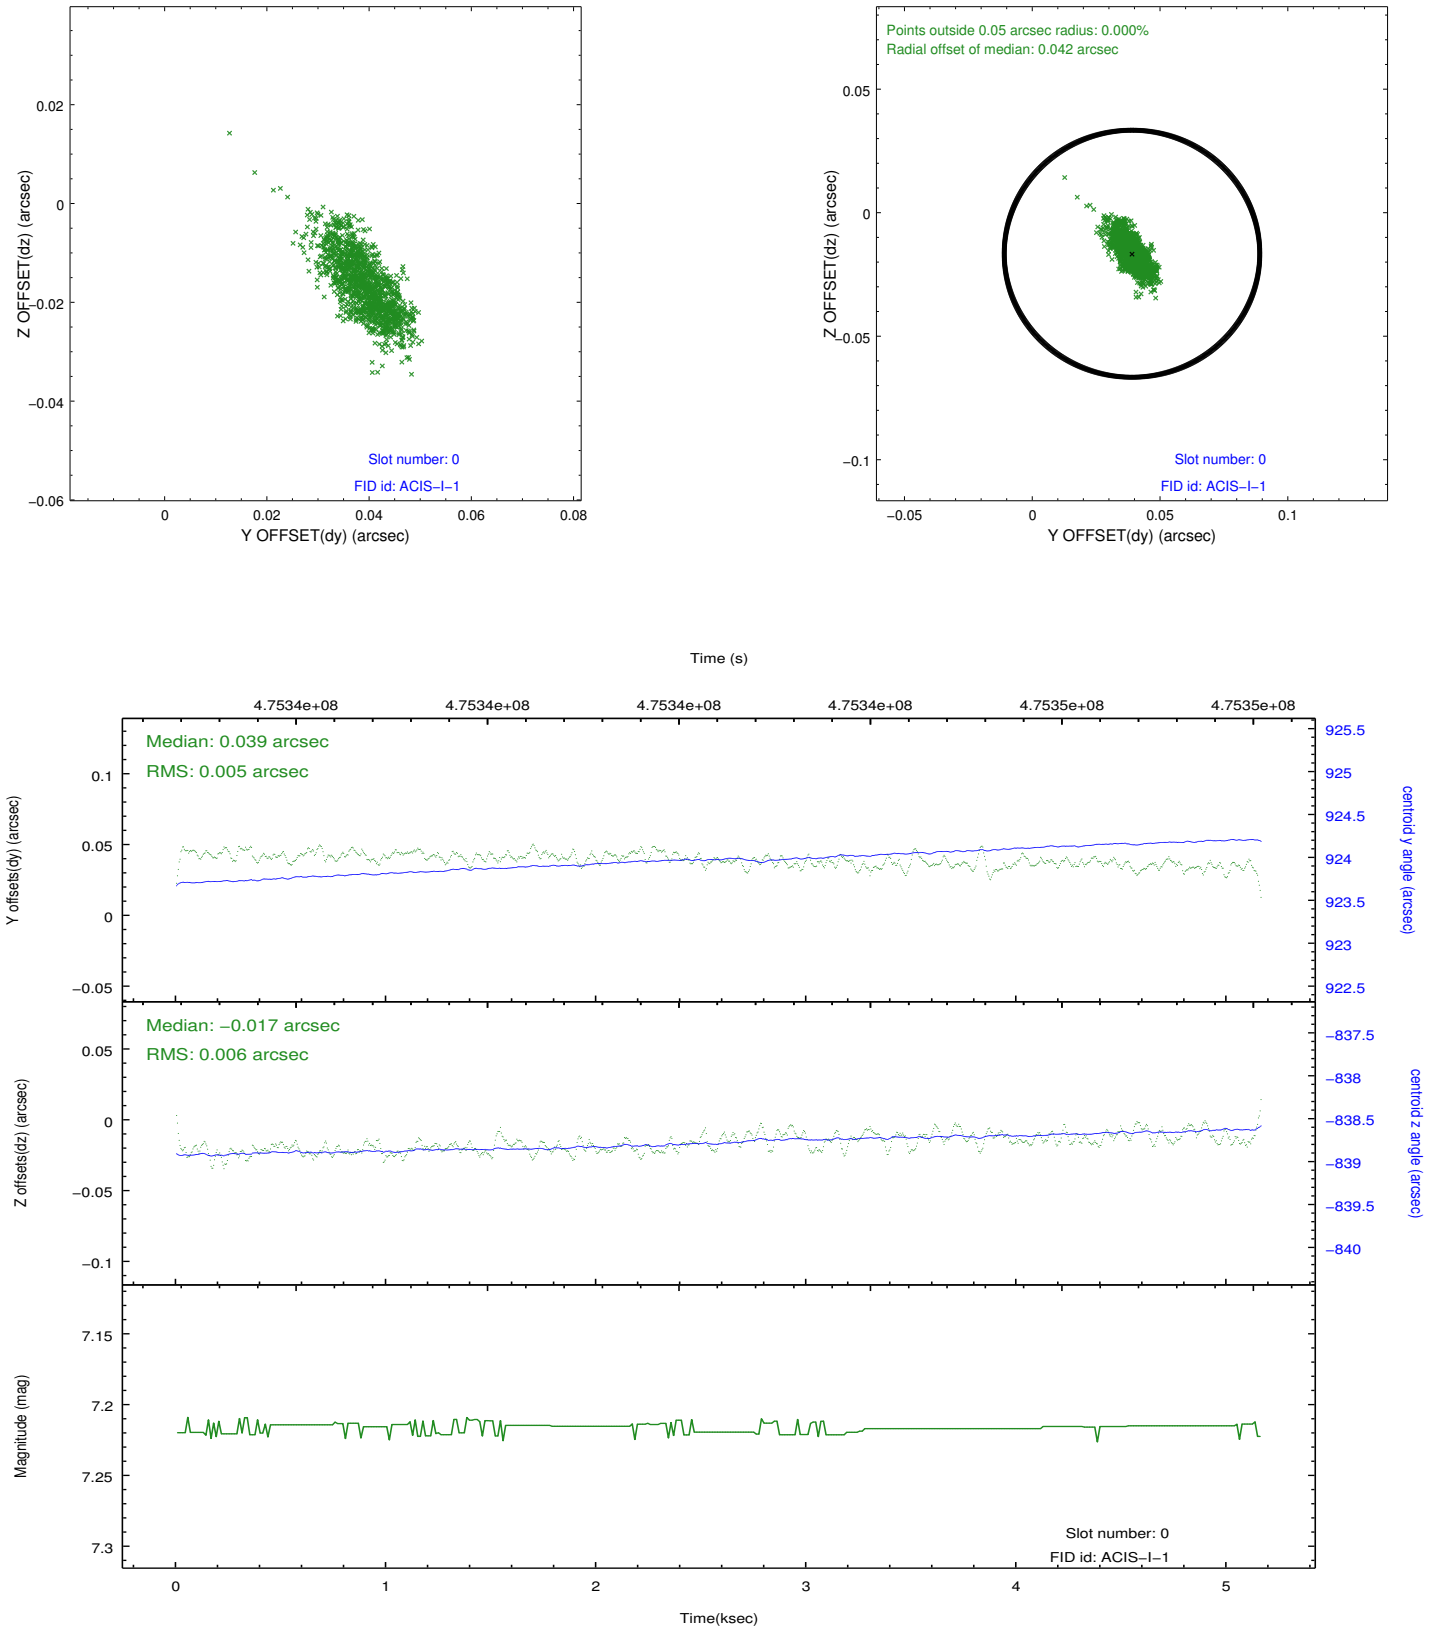 0.02
0
−0.02
−0.04
−0.06
Z OFFSET(dz) (arcsec)
Slot number: 0
FID id: ACIS−I−1
0
0.02
0.04
0.06
0.08
Y OFFSET(dy) (arcsec)
Points outside 0.05 arcsec radius: 0.000%
Radial offset of median: 0.042 arcsec
0.05
0
−0.05
−0.1
Z OFFSET(dz) (arcsec)
Slot number: 0
FID id: ACIS−I−1
−0.05
0
0.05
0.1
Y OFFSET(dy) (arcsec)
Time (s)
4.7534e+08
4.7534e+08
4.7534e+08
4.7534e+08
4.7535e+08
4.7535e+08
Median: 0.039 arcsec
RMS: 0.005 arcsec
0.1
0.05
0
−0.05
Y offsets(dy) (arcsec)
925.5
925
924.5
924
923.5
923
922.5
centroid y angle (arcsec)
Median: −0.017 arcsec
RMS: 0.006 arcsec
0.05
0
−0.05
−0.1
Z offsets(dz) (arcsec)
−837.5
−838
−838.5
−839
−839.5
−840
centroid z angle (arcsec)
7.15
7.2
7.25
7.3
Magnitude (mag)
Slot number: 0
FID id: ACIS−I−1
0
1
2
3
4
5
Time(ksec)